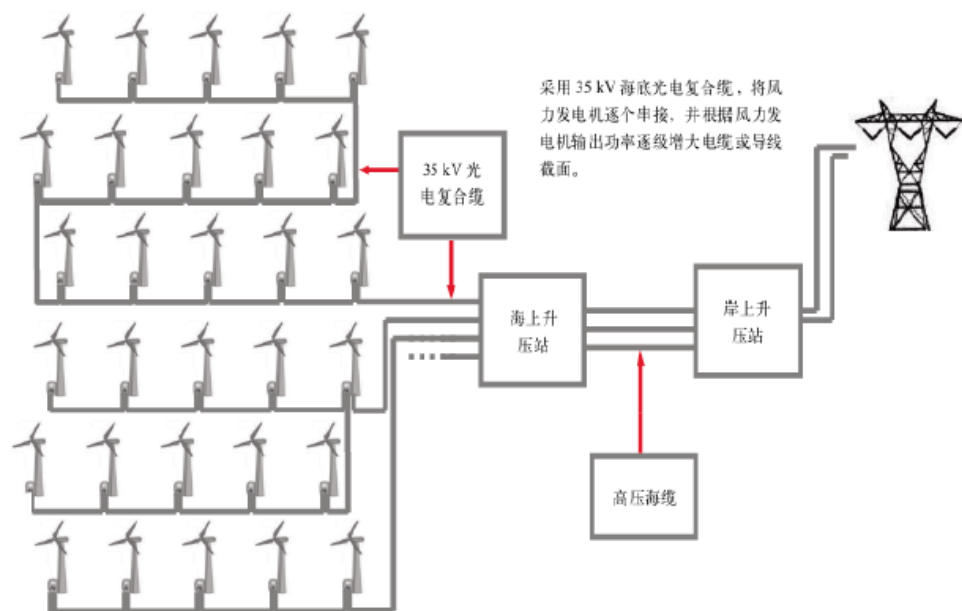 采用 35 kV 海底光电复合缆，将风
力发电机逐个串接，并根据风力发
电机输出功率逐级增大电缆或导线
截面。
35 kV 光
电复合缆
海上升
压站
岸上升
压站
高压海缆